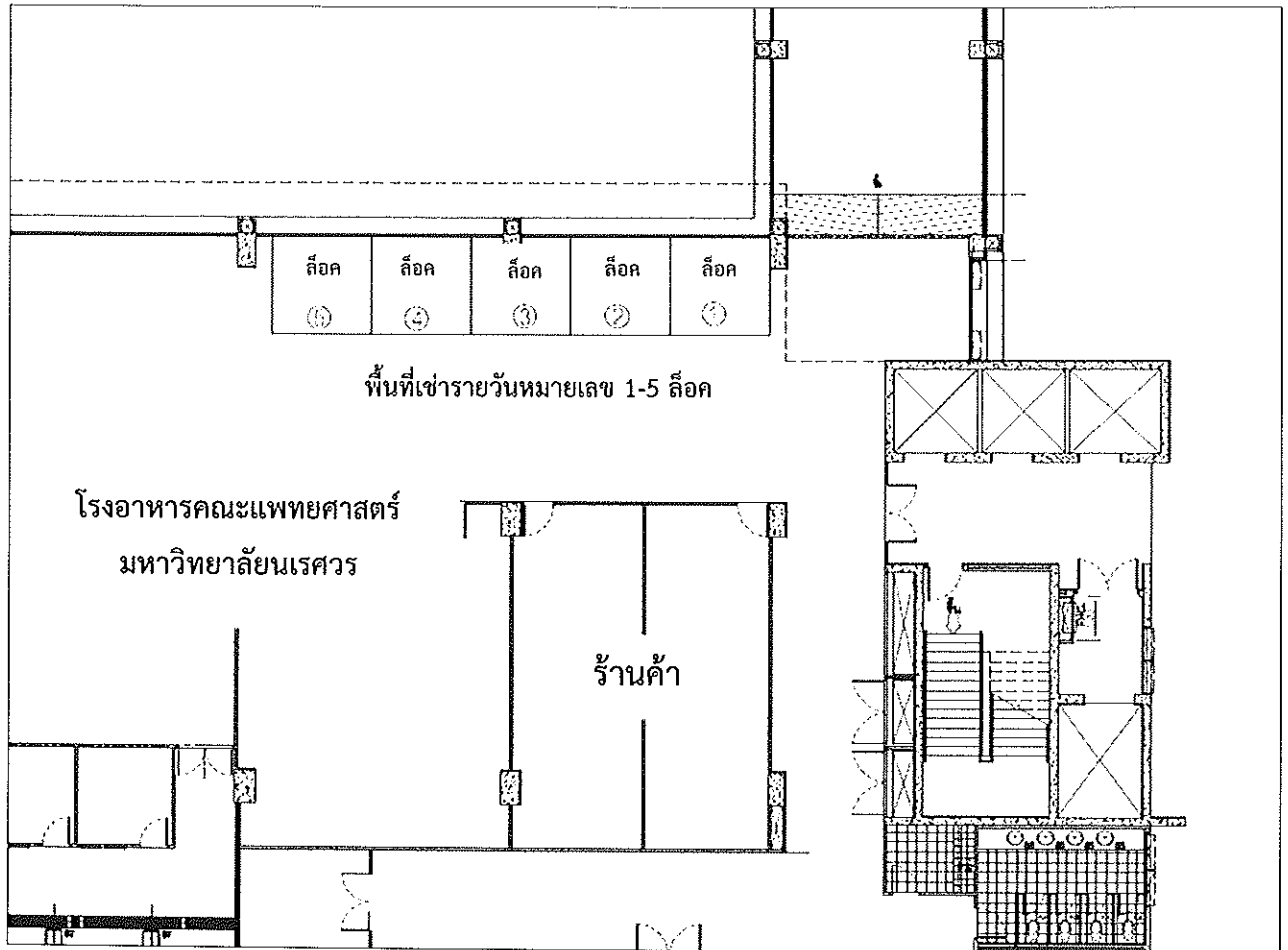 ล็อค ล็อค ล็อค ล็อค ล็อค
④ ③ ② ①
พื้นที่เช่ารายวันหมายเลข 1-5 ล็อค
โรงอาหารคณะแพทยศาสตร์
มหาวิทยาลัยนเรศวร
ขึ้น
ร้านค้า